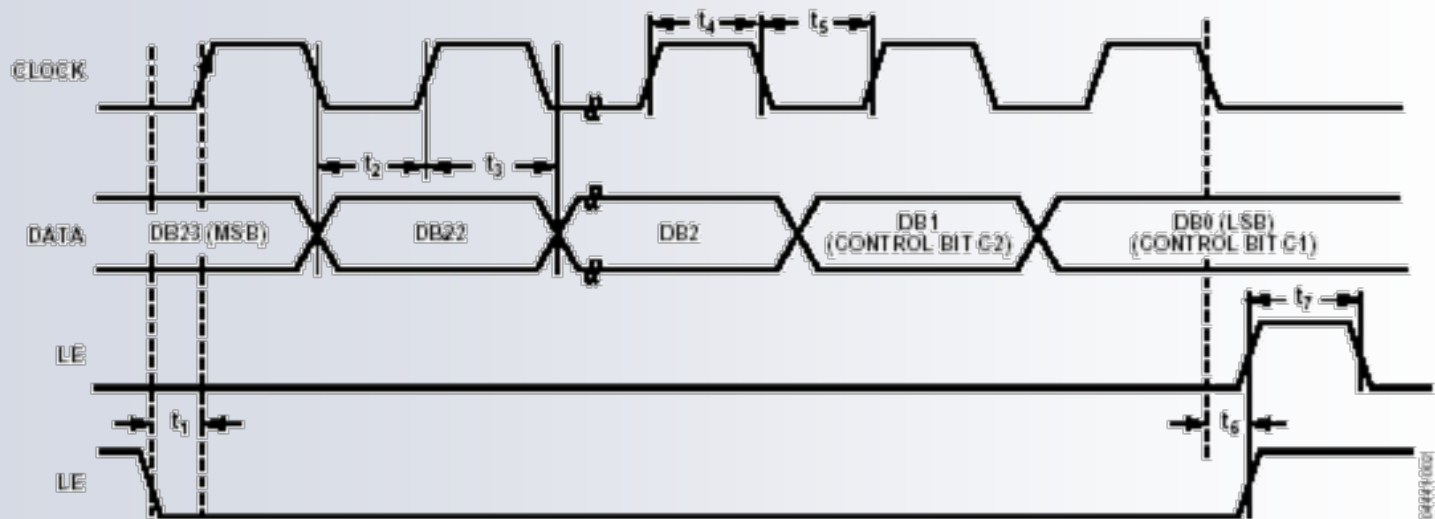 t4 t5
CLOCK
t2 t3
DATA DB23 (MSB) DB22 DB2 DB1 DB0 (LSB)
(CONTROL BIT C2) (CONTROL BIT C1)
t7
LE
t1 t6
LE